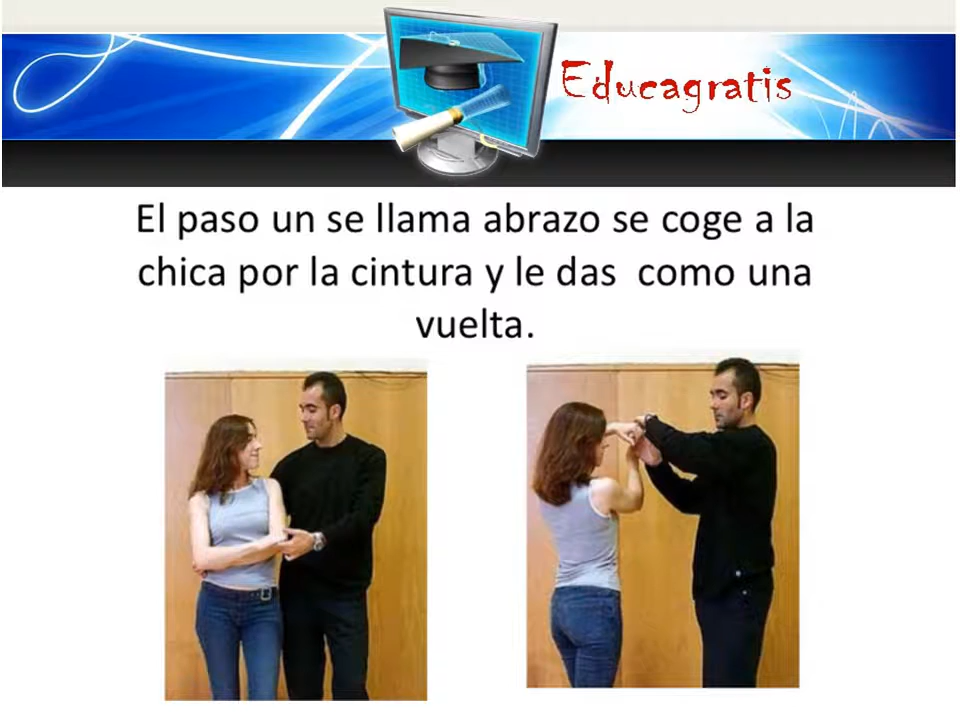 Educagratis
El paso un se llama abrazo se coge a la
chica por la cintura y le das como una
vuelta.